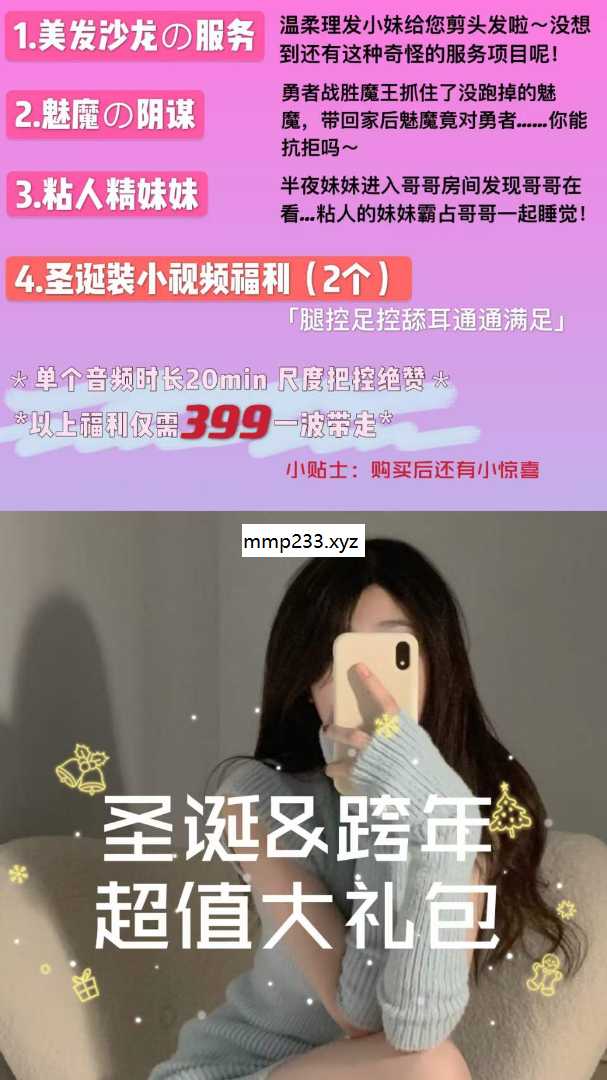 1.美发沙龙の服务
温柔理发小妹给您剪头发啦～没想
到还有这种奇怪的服务项目呢！
2.魅魔の阴谋
勇者战胜魔王抓住了没跑掉的魅
魔，带回家后魅魔竟对勇者……你能
抗拒吗～
3.粘人精妹妹
半夜妹妹进入哥哥房间发现哥哥在
看…粘人的妹妹霸占哥哥一起睡觉！
4.圣诞装小视频福利（2个）
「腿控足控舔耳通通满足」
＊单个音频时长20min 尺度把控绝赞＊
*以上福利仅需399一波带走*
小贴士：购买后还有小惊喜
mmp233.xyz
圣诞&跨年
超值大礼包